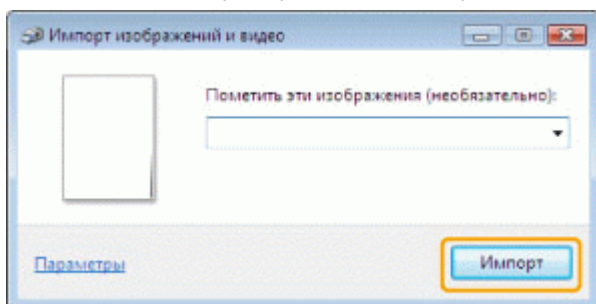 Импорт изображений и видео
Пометить эти изображения (необязательно):
Параметры
Импорт